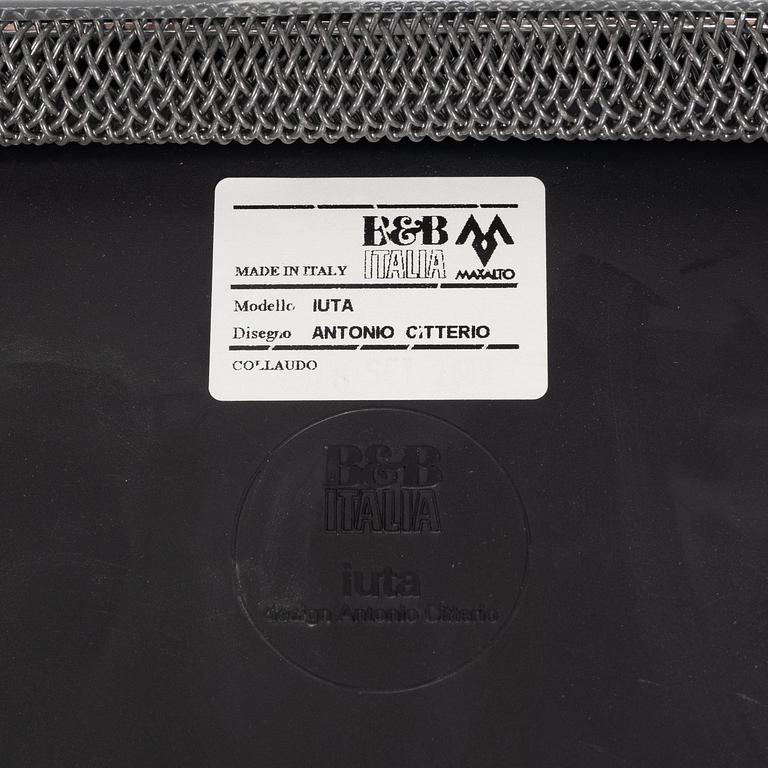 B&B
ITALIA
MAXALTO
MADE IN ITALY
Modello IUTA
Disegno ANTONIO CITTERIO
COLLAUDO
B&B
ITALIA
iuta
design Antonio Citterio